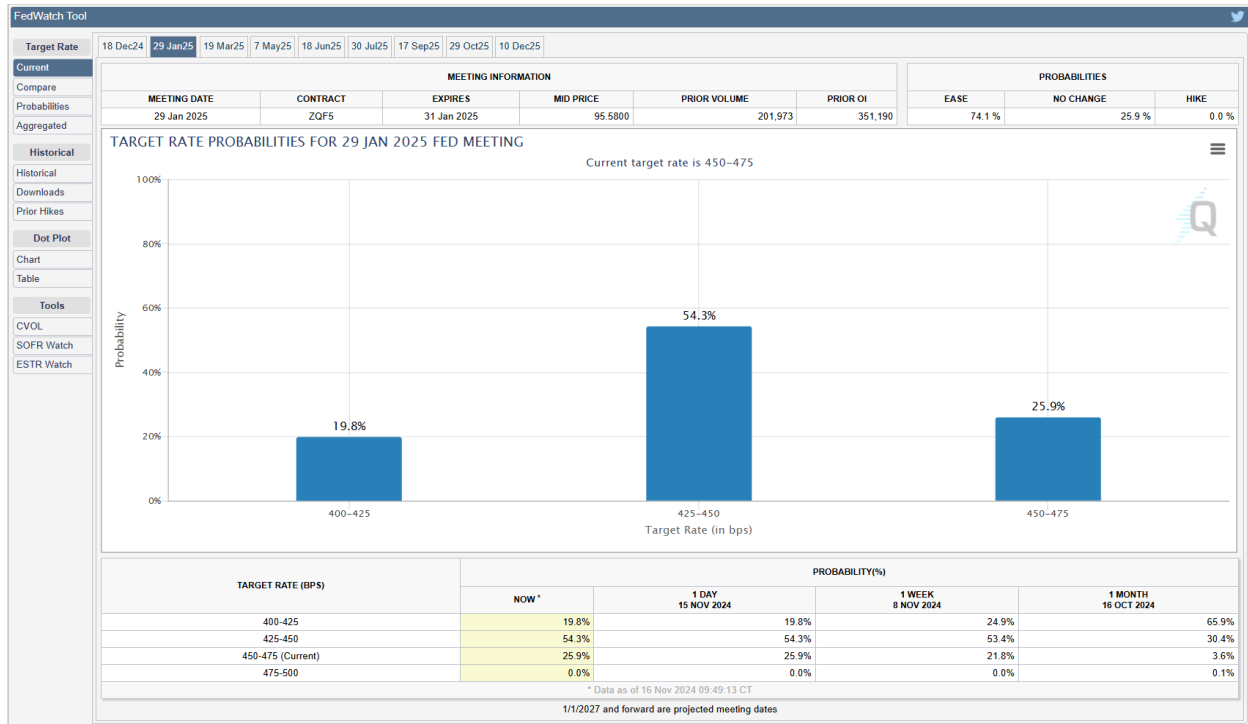 FedWatch Tool
Target Rate
Current
Compare
Probabilities
Aggregated
Historical
Historical
Downloads
Prior Hikes
Dot Plot
Chart
Table
Tools
CVOL
SOFR Watch
ESTR Watch
18 Dec24 29 Jan25 19 Mar25 7 May25 18 Jun25 30 Jul25 17 Sep25 29 Oct25 10 Dec25
MEETING INFORMATION
MEETING DATE CONTRACT EXPIRES MID PRICE PRIOR VOLUME PRIOR OI
29 Jan 2025 ZQF5 31 Jan 2025 95.5800 201,973 351,190
PROBABILITIES
EASE NO CHANGE HIKE
74.1 % 25.9 % 0.0 %
TARGET RATE PROBABILITIES FOR 29 JAN 2025 FED MEETING
Current target rate is 450-475
Probability
100%
80%
60%
40%
20%
0%
19.8%
54.3%
25.9%
Q
400-425 425-450 450-475
Target Rate (in bps)
TARGET RATE (BPS) PROBABILITY(%)
NOW * 1 DAY 1 WEEK 1 MONTH
15 NOV 2024 8 NOV 2024 16 OCT 2024
400-425 19.8% 19.8% 24.9% 65.9%
425-450 54.3% 54.3% 53.4% 30.4%
450-475 (Current) 25.9% 25.9% 21.8% 3.6%
475-500 0.0% 0.0% 0.0% 0.1%
* Data as of 16 Nov 2024 09:49:13 CT
1/1/2027 and forward are projected meeting dates